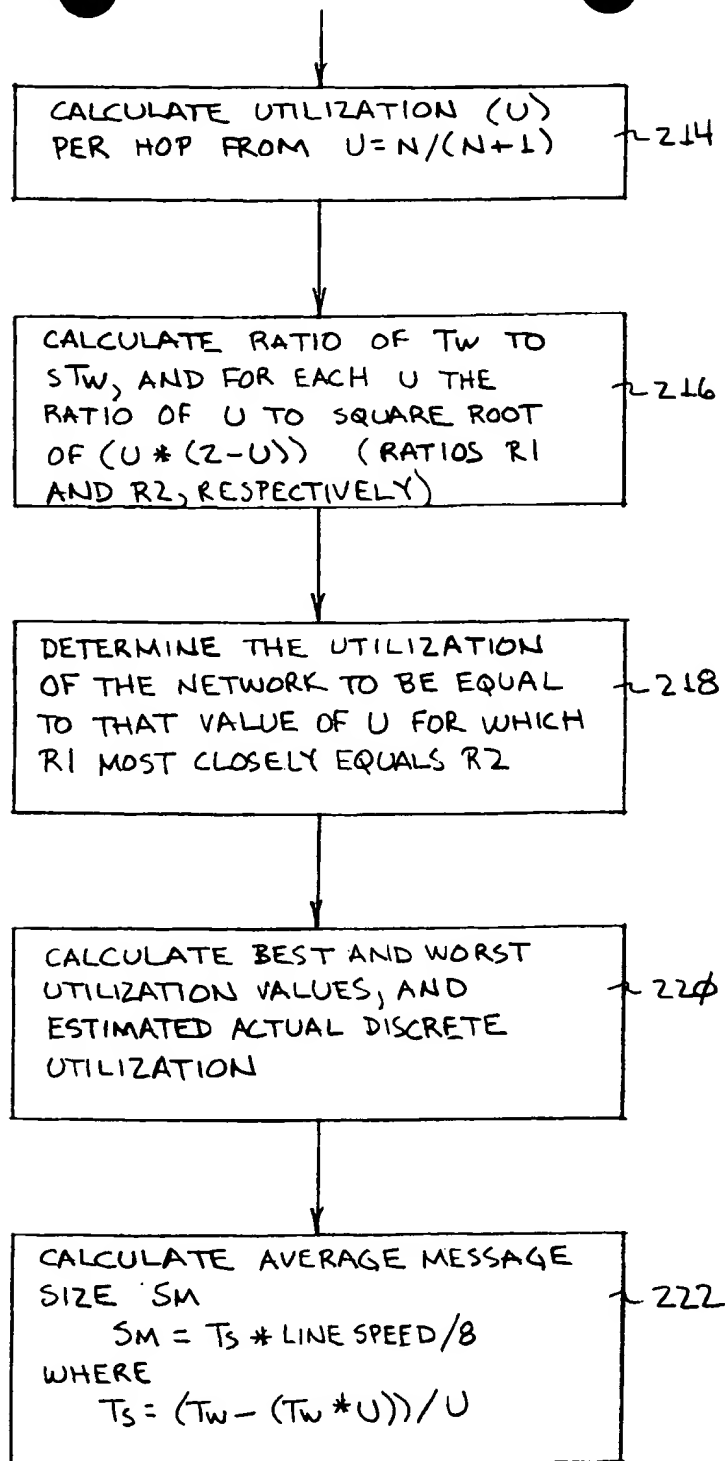 CALCULATE UTILIZATION (U)
PER HOP FROM U=N/(N+1)
214
CALCULATE RATIO OF TW TO
STW, AND FOR EACH U THE
RATIO OF U TO SQUARE ROOT
OF (U * (2-U)) (RATIOS R1
AND R2, RESPECTIVELY)
216
DETERMINE THE UTILIZATION
OF THE NETWORK TO BE EQUAL
TO THAT VALUE OF U FOR WHICH
R1 MOST CLOSELY EQUALS R2
218
CALCULATE BEST AND WORST
UTILIZATION VALUES, AND
ESTIMATED ACTUAL DISCRETE
UTILIZATION
22∅
CALCULATE AVERAGE MESSAGE
SIZE SM
SM = TS * LINE SPEED/8
WHERE
TS = (TW - (TW * U))/U
222